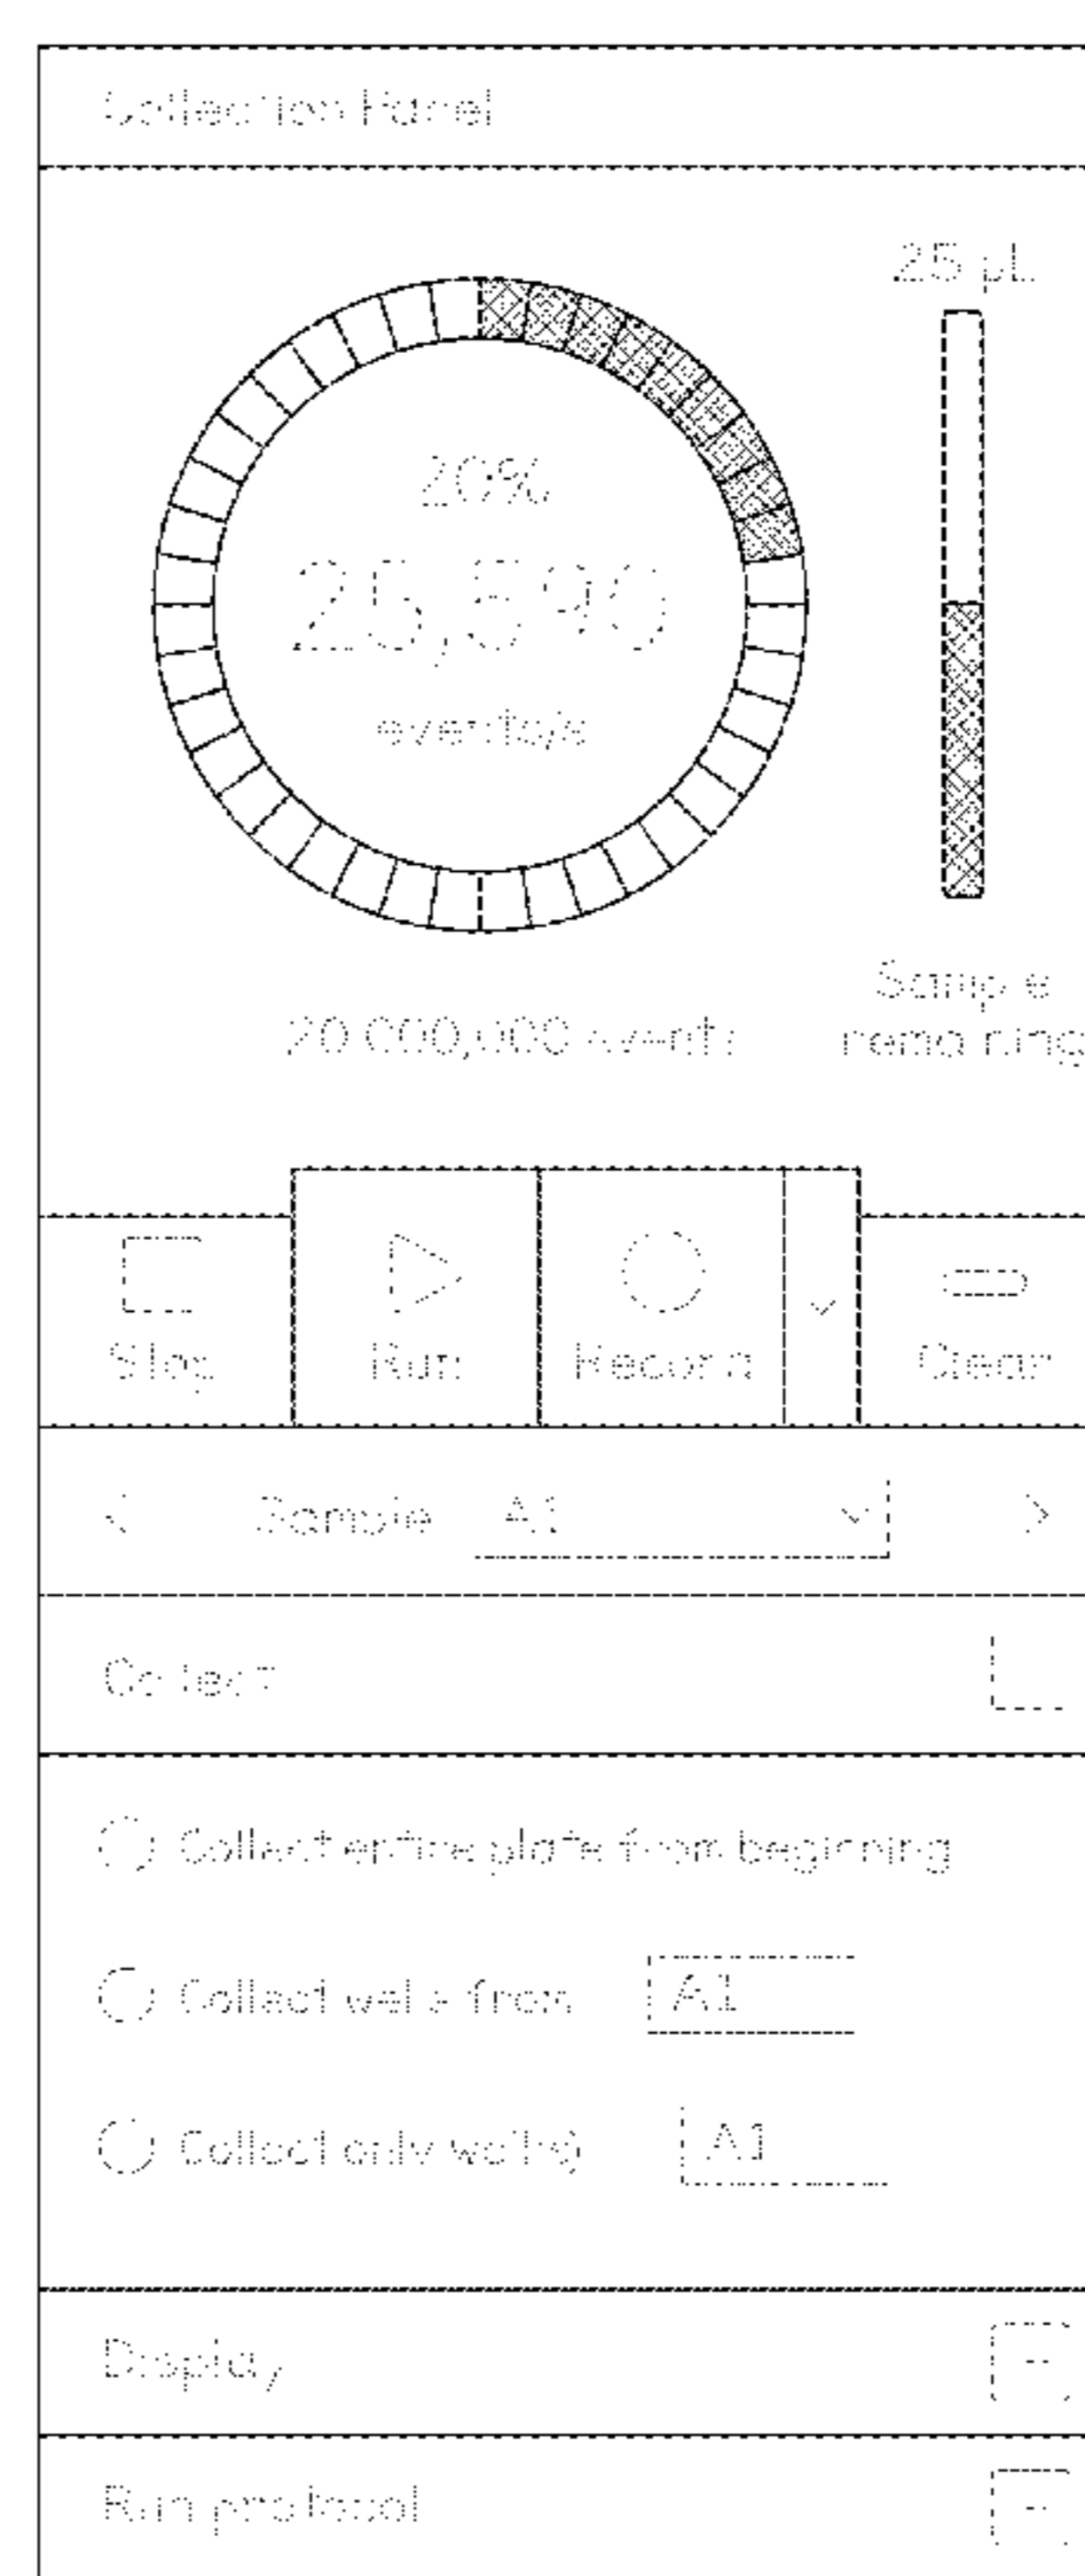 Collection Panel
25 µL
20%
25,590
events/s
Sample
remaining
20,000,000 events
Stop
Run
Record
Clear
Sample A1
Collect
Collect entire plate from beginning
Collect wells from A1
Collect only well(s) A1
Display
Run protocol